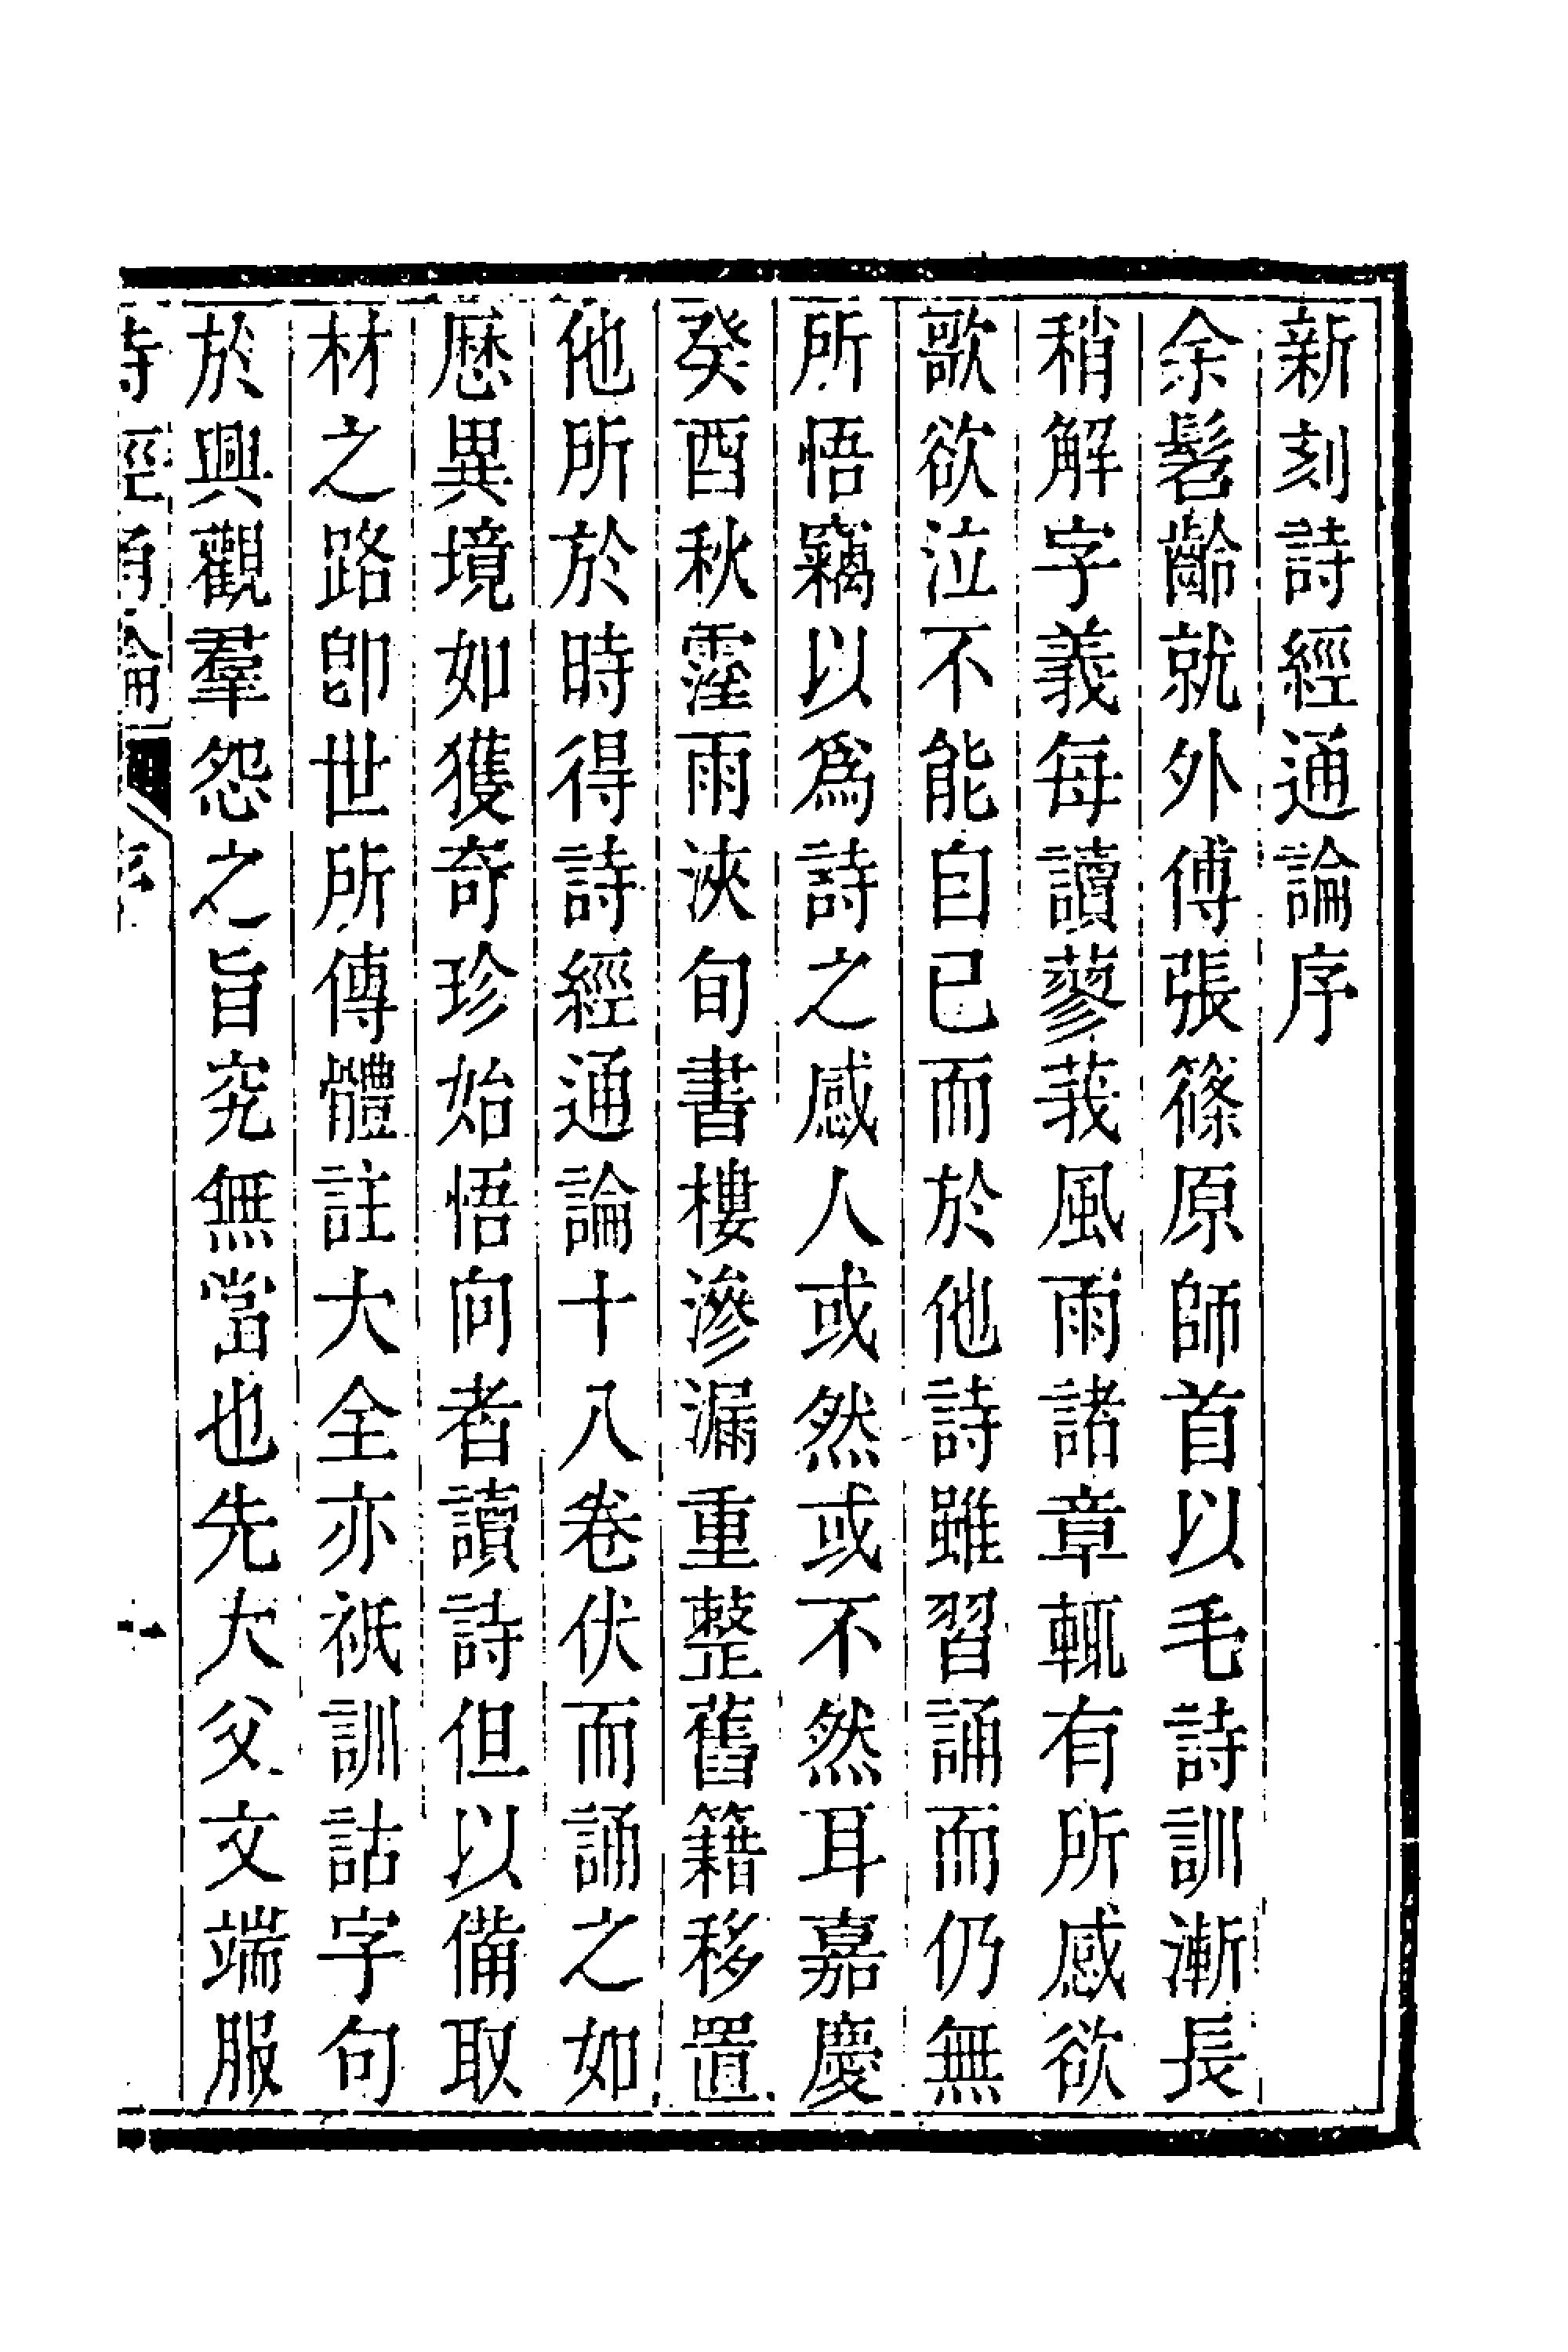 新刻詩經通論序
余髫齡就外傅張篠原師首以毛詩訓漸長
稍解字義每讀蓼莪風雨諸章輒有所感欲
歌欲泣不能自已而於他詩雖習誦而仍無
所悟竊以爲詩之感人或然或不然耳嘉慶
癸酉秋霪雨浹旬書樓滲漏重整舊籍移置
他所於時得詩經通論十八卷伏而誦之如
歷異境如獲奇珍始悟向者讀詩但以備取
材之路卽世所傳體註大全亦祇訓詁字句
於興觀羣怨之旨究無當也先大父文端服
詩經通論 序 一